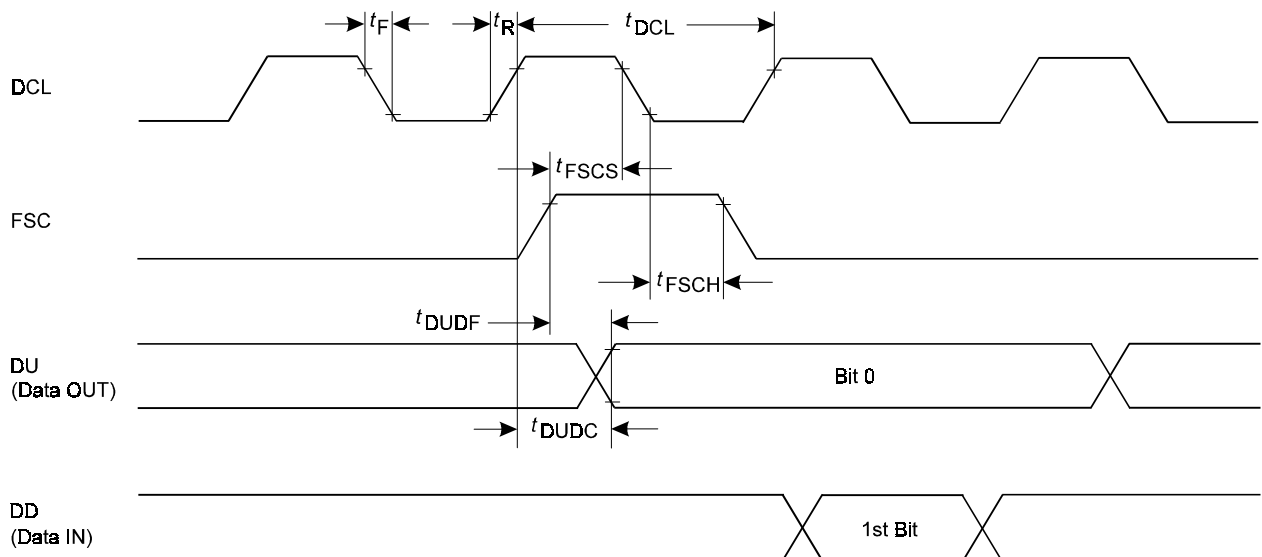 tF
tR
tDCL
DCL
tFSCS
FSC
tFSCH
tDUDF
DU
(Data OUT)
Bit 0
tDUDC
DD
(Data IN)
1st Bit